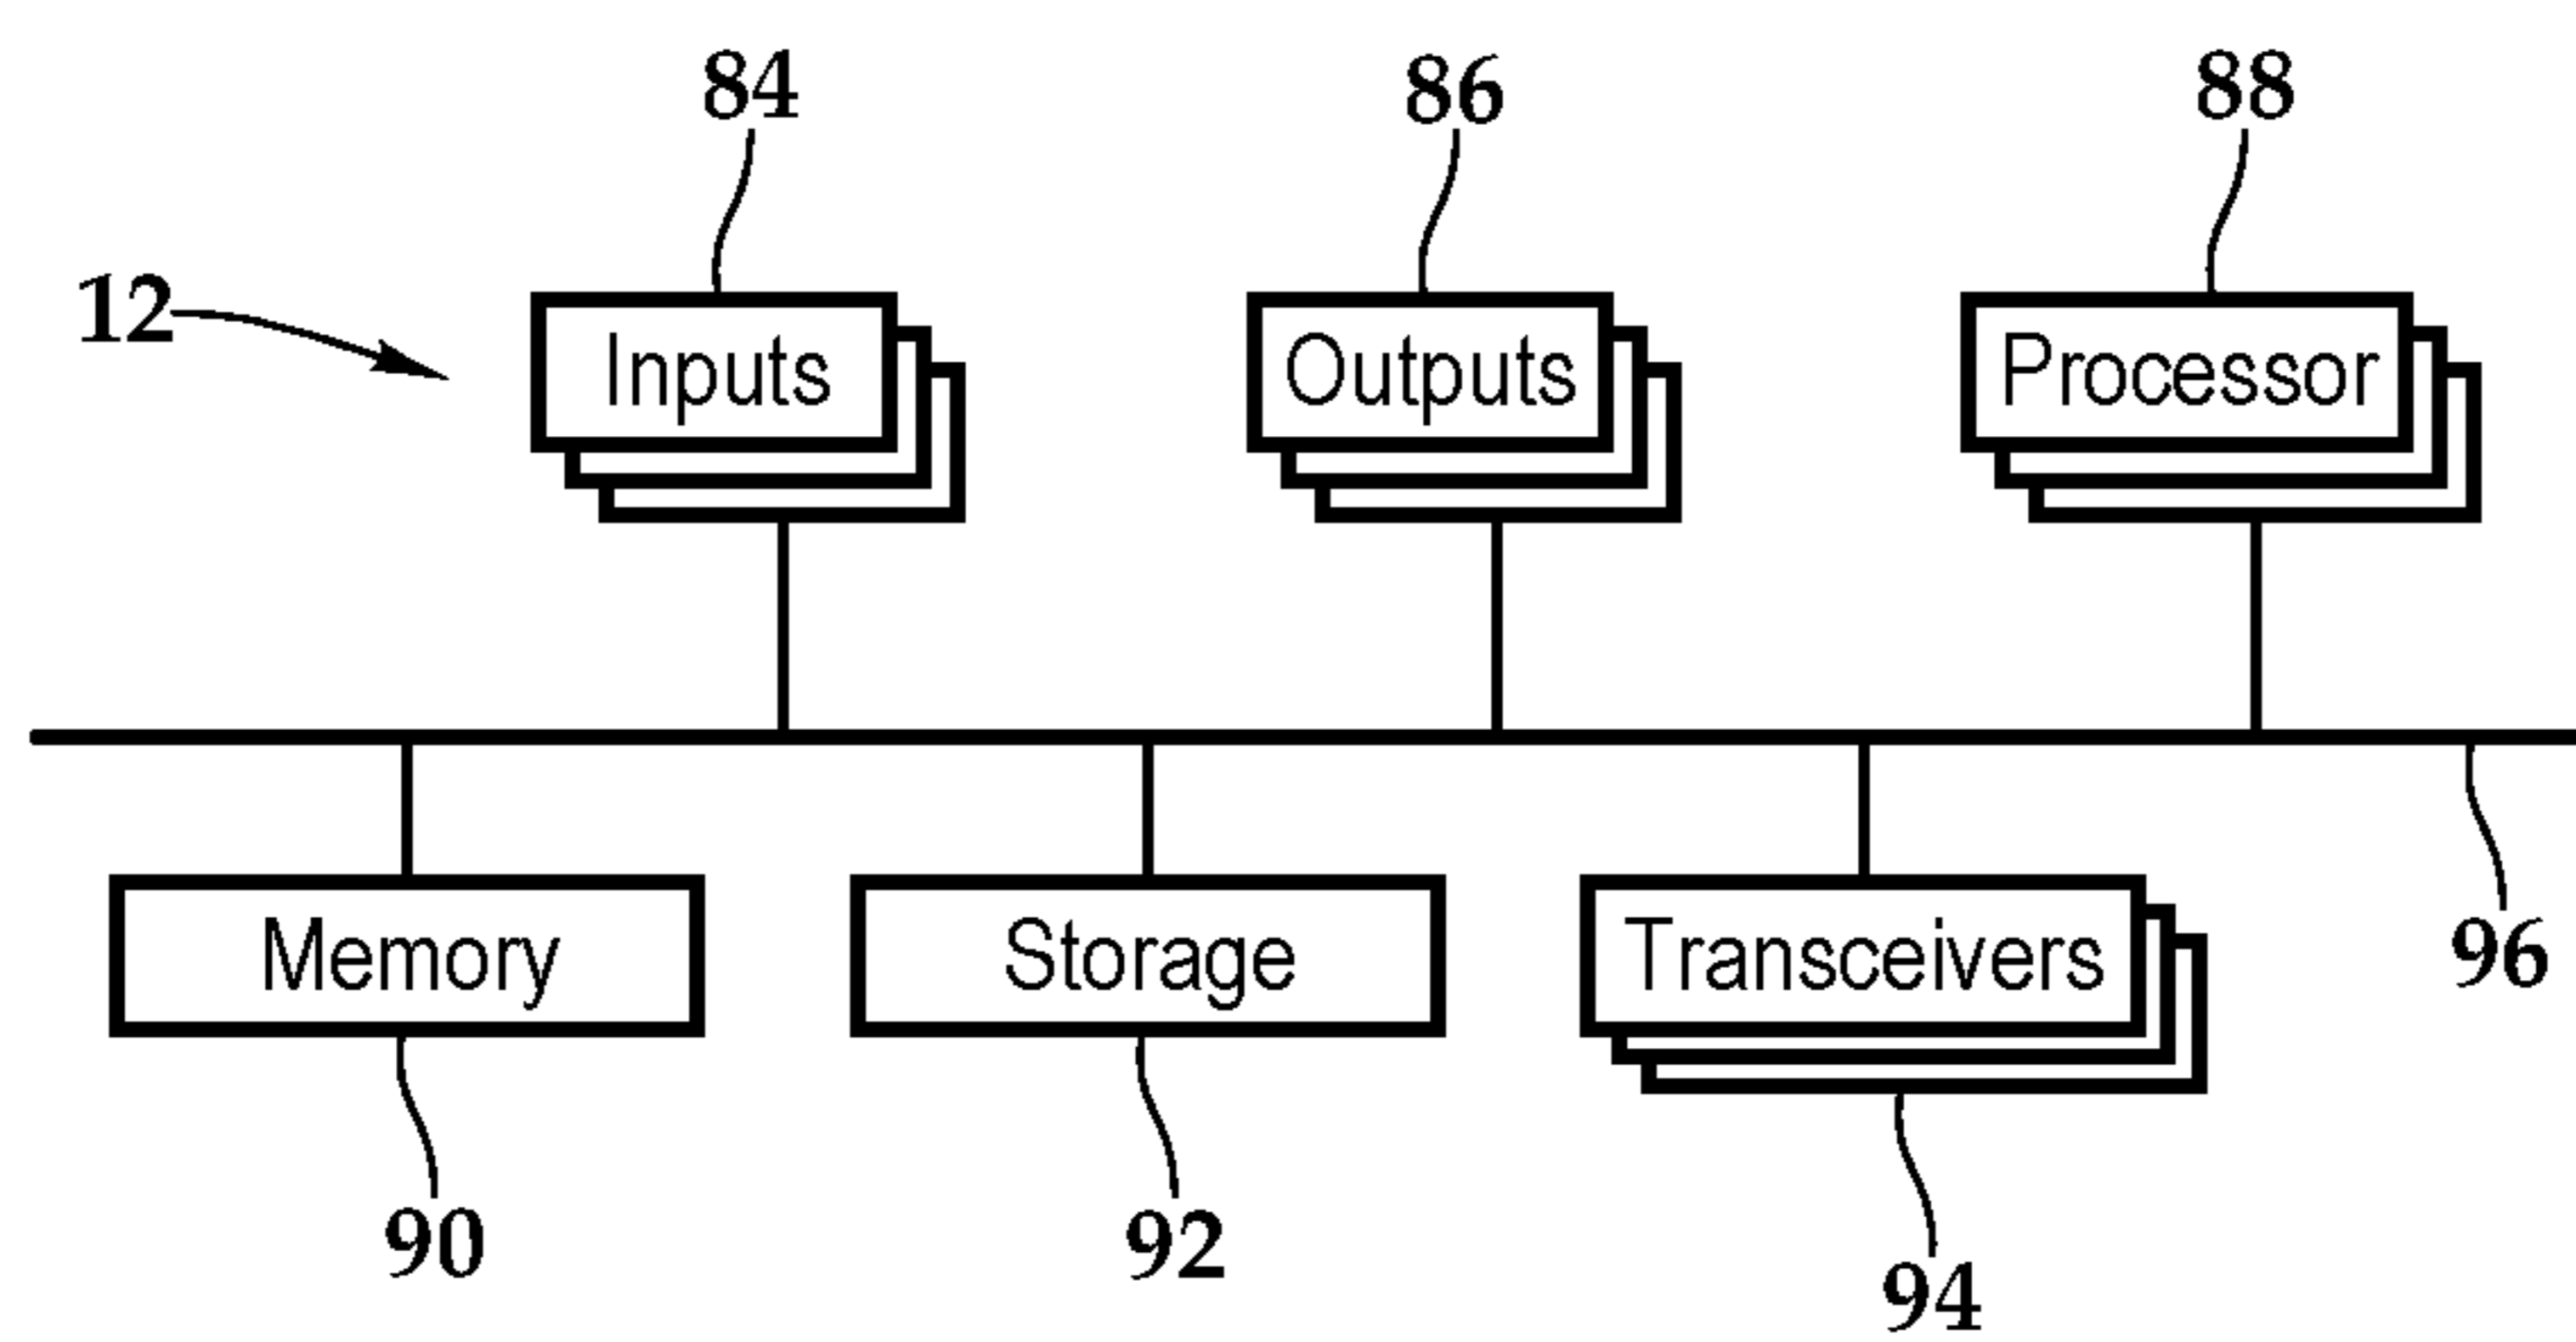 84
86
88
12
Inputs
Outputs
Processor
Memory
Storage
Transceivers
96
90
92
94